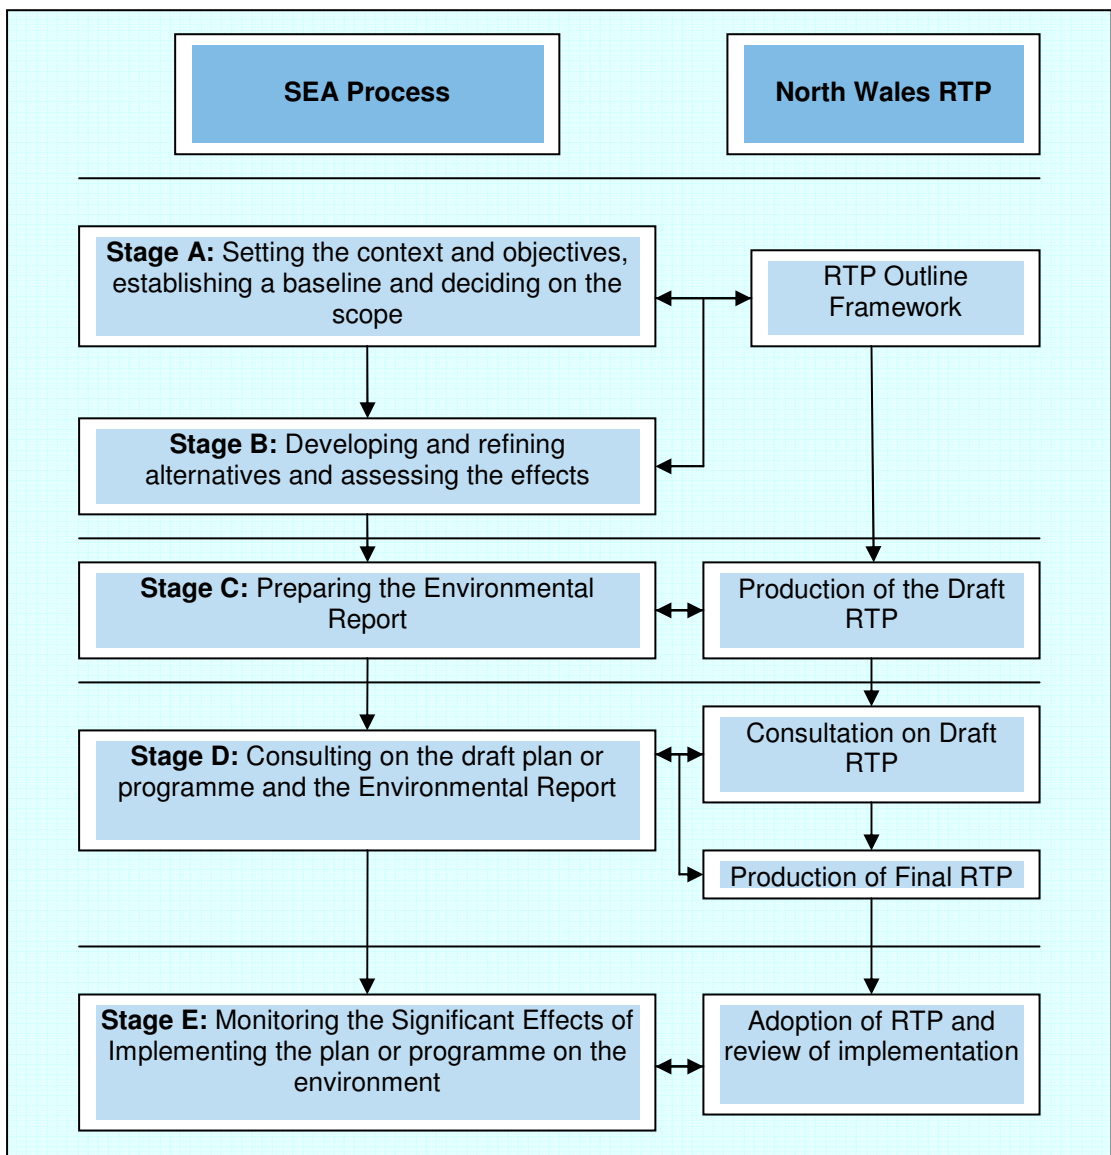 SEA Process
North Wales RTP
Stage A: Setting the context and objectives,
establishing a baseline and deciding on the
scope
RTP Outline
Framework
Stage B: Developing and refining
alternatives and assessing the effects
Stage C: Preparing the Environmental
Report
Production of the Draft
RTP
Stage D: Consulting on the draft plan or
programme and the Environmental Report
Consultation on Draft
RTP
Production of Final RTP
Stage E: Monitoring the Significant Effects of
Implementing the plan or programme on the
environment
Adoption of RTP and
review of implementation